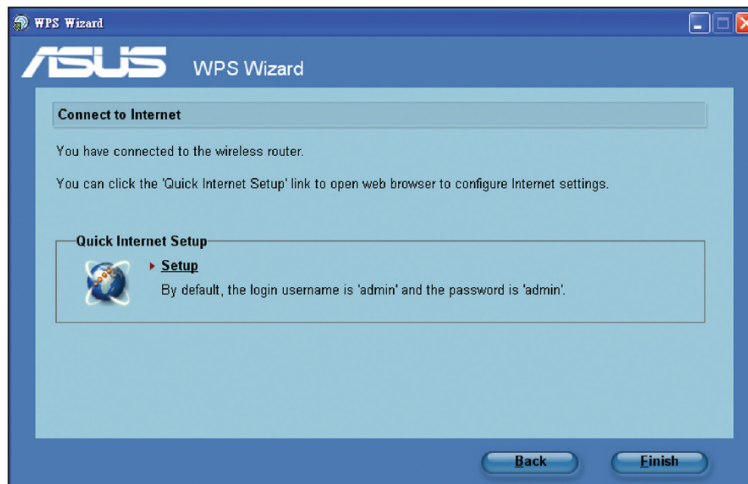 WPS Wizard
ASUS WPS Wizard
Connect to Internet
You have connected to the wireless router.
You can click the 'Quick Internet Setup' link to open web browser to configure Internet settings.
Quick Internet Setup
Setup
By default, the login username is 'admin' and the password is 'admin'.
Back Finish